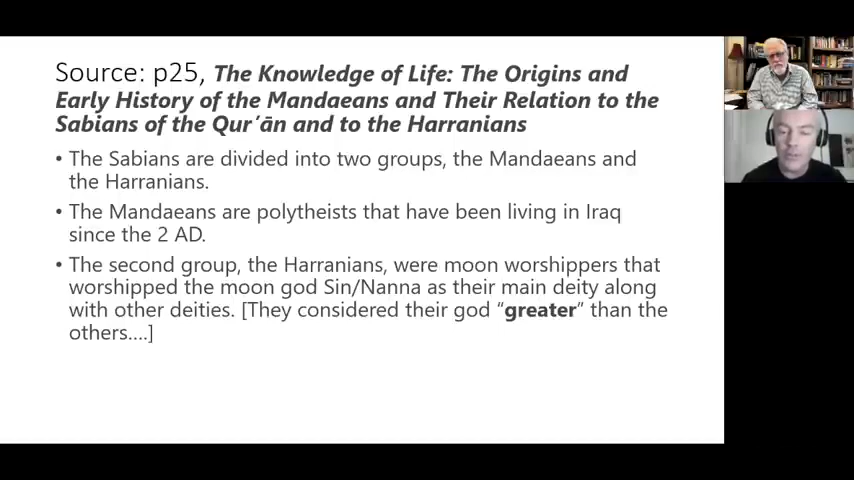 Source: p25, The Knowledge of Life: The Origins and
Early History of the Mandaeans and Their Relation to the
Sabians of the Qurʾān and to the Harranians
• The Sabians are divided into two groups, the Mandaeans and
the Harranians.
• The Mandaeans are polytheists that have been living in Iraq
since the 2 AD.
• The second group, the Harranians, were moon worshippers that
worshipped the moon god Sin/Nanna as their main deity along
with other deities. [They considered their god “greater” than the
others….]